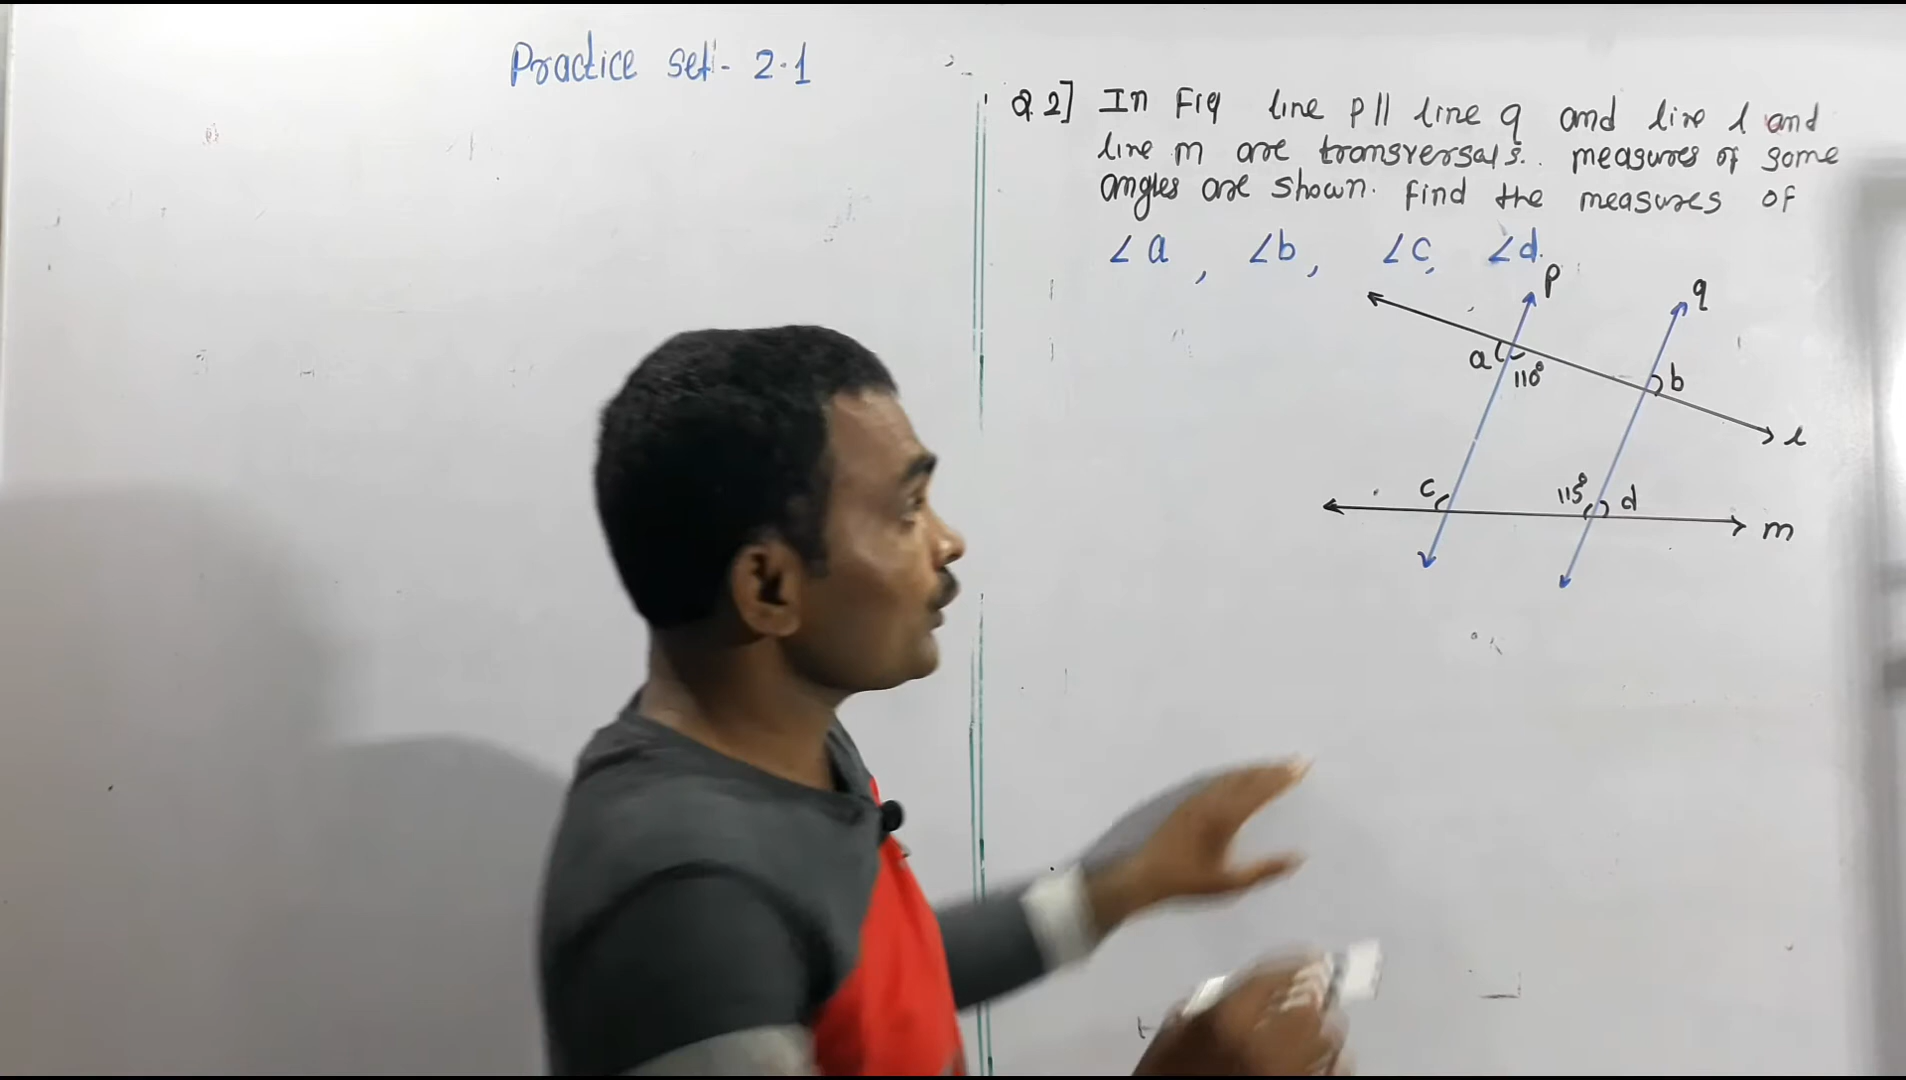 Practice set - 2.1
Q.2] In Fig line p || line q and line l and
line m are transversals. measures of some
angles are shown. Find the measures of
∠a, ∠b, ∠c, ∠d.
p
q
a
110°
b
l
c
115°
d
m